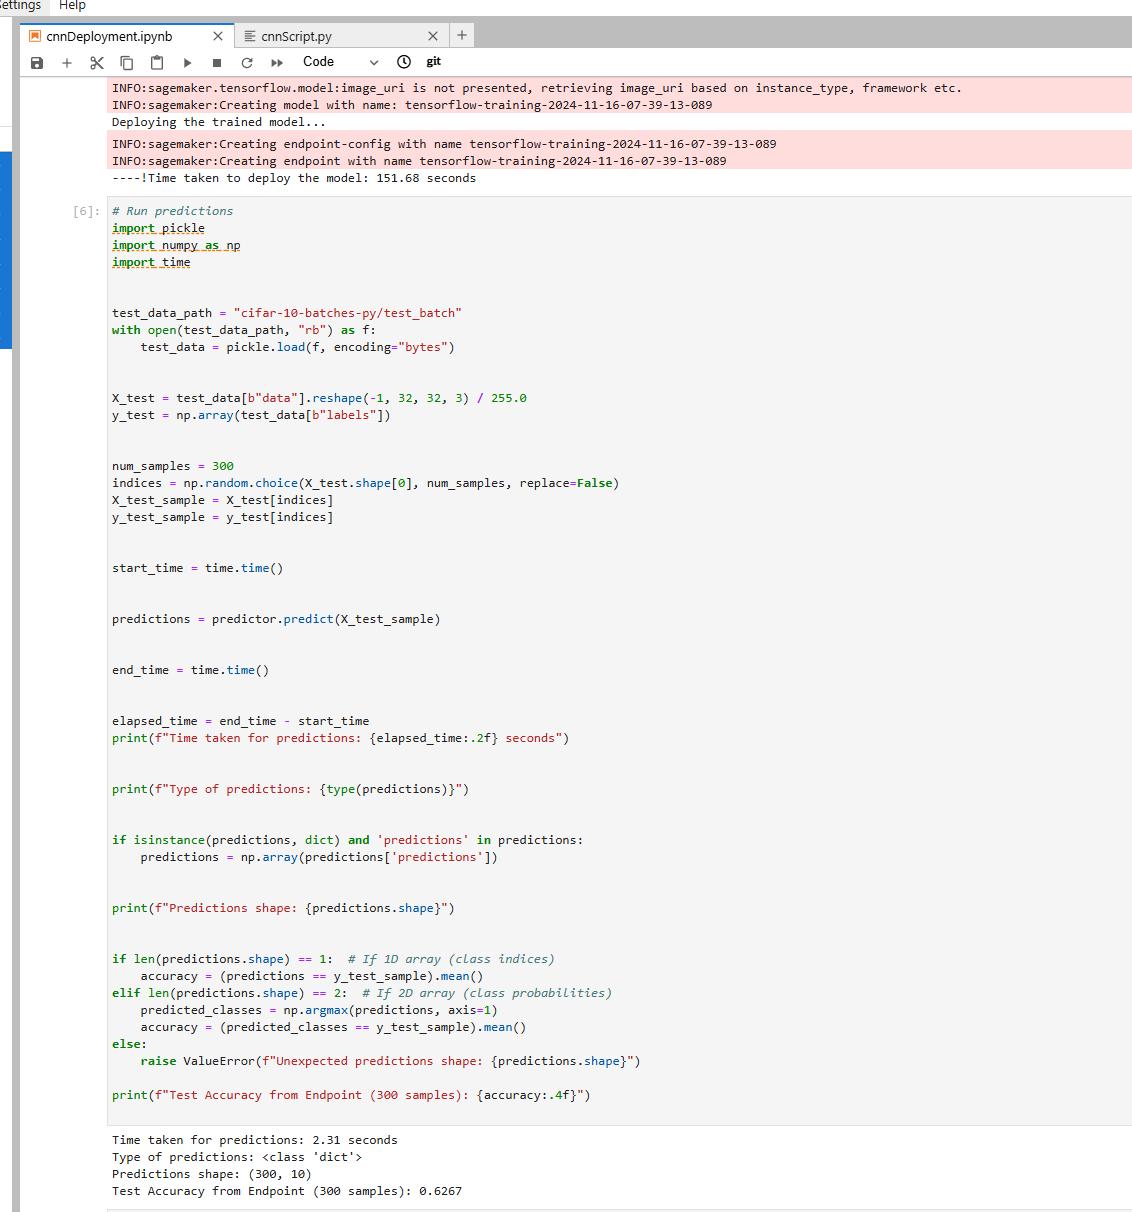 Settings Help
cnnDeployment.ipynb cnnScript.py
Code git
INFO:sagemaker.tensorflow.model:image_uri is not presented, retrieving image_uri based on instance_type, framework etc.
INFO:sagemaker:Creating model with name: tensorflow-training-2024-11-16-07-39-13-089
Deploying the trained model...
INFO:sagemaker:Creating endpoint-config with name tensorflow-training-2024-11-16-07-39-13-089
INFO:sagemaker:Creating endpoint with name tensorflow-training-2024-11-16-07-39-13-089
----!Time taken to deploy the model: 151.68 seconds
[6]: # Run predictions
import pickle
import numpy as np
import time
test_data_path = "cifar-10-batches-py/test_batch"
with open(test_data_path, "rb") as f:
    test_data = pickle.load(f, encoding="bytes")
X_test = test_data[b"data"].reshape(-1, 32, 32, 3) / 255.0
y_test = np.array(test_data[b"labels"])
num_samples = 300
indices = np.random.choice(X_test.shape[0], num_samples, replace=False)
X_test_sample = X_test[indices]
y_test_sample = y_test[indices]
start_time = time.time()
predictions = predictor.predict(X_test_sample)
end_time = time.time()
elapsed_time = end_time - start_time
print(f"Time taken for predictions: {elapsed_time:.2f} seconds")
print(f"Type of predictions: {type(predictions)}")
if isinstance(predictions, dict) and 'predictions' in predictions:
    predictions = np.array(predictions['predictions'])
print(f"Predictions shape: {predictions.shape}")
if len(predictions.shape) == 1:  # If 1D array (class indices)
    accuracy = (predictions == y_test_sample).mean()
elif len(predictions.shape) == 2:  # If 2D array (class probabilities)
    predicted_classes = np.argmax(predictions, axis=1)
    accuracy = (predicted_classes == y_test_sample).mean()
else:
    raise ValueError(f"Unexpected predictions shape: {predictions.shape}")
print(f"Test Accuracy from Endpoint (300 samples): {accuracy:.4f}")
Time taken for predictions: 2.31 seconds
Type of predictions: <class 'dict'>
Predictions shape: (300, 10)
Test Accuracy from Endpoint (300 samples): 0.6267